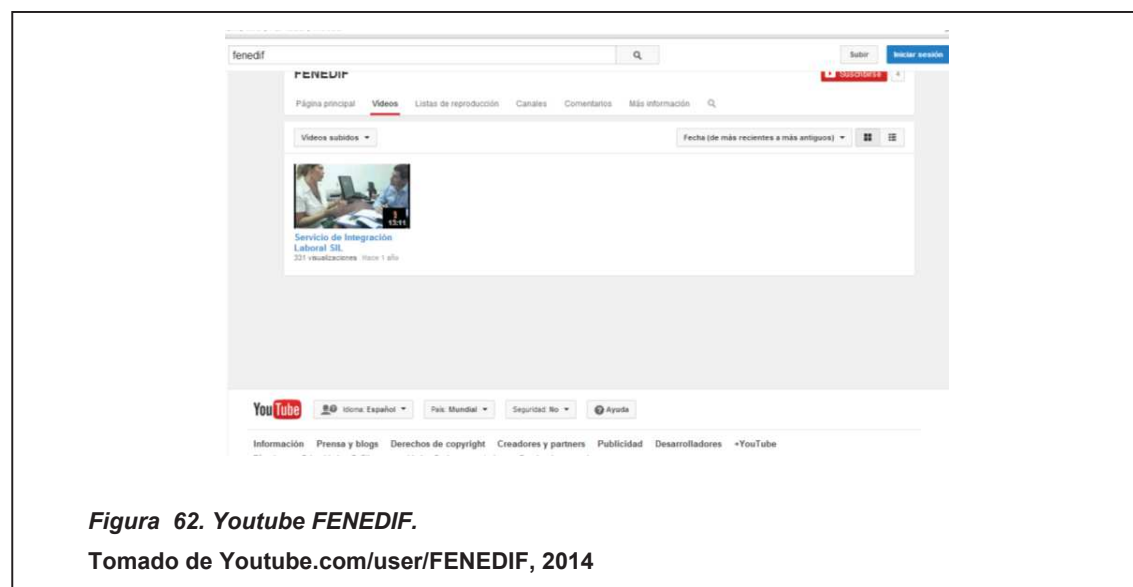 fenedif
Subir Iniciar sesión
FENEDIF
Suscribirse 4
Página principal Vídeos Listas de reproducción Canales Comentarios Más información
Vídeos subidos Fecha (de más recientes a más antiguos)
13:11
Servicio de Integración
Laboral SIL
331 visualizaciones Hace 1 año
YouTube Idioma: Español País: Mundial Seguridad: No Ayuda
Información Prensa y blogs Derechos de copyright Creadores y partners Publicidad Desarrolladores +YouTube
Figura 62. Youtube FENEDIF.
Tomado de Youtube.com/user/FENEDIF, 2014